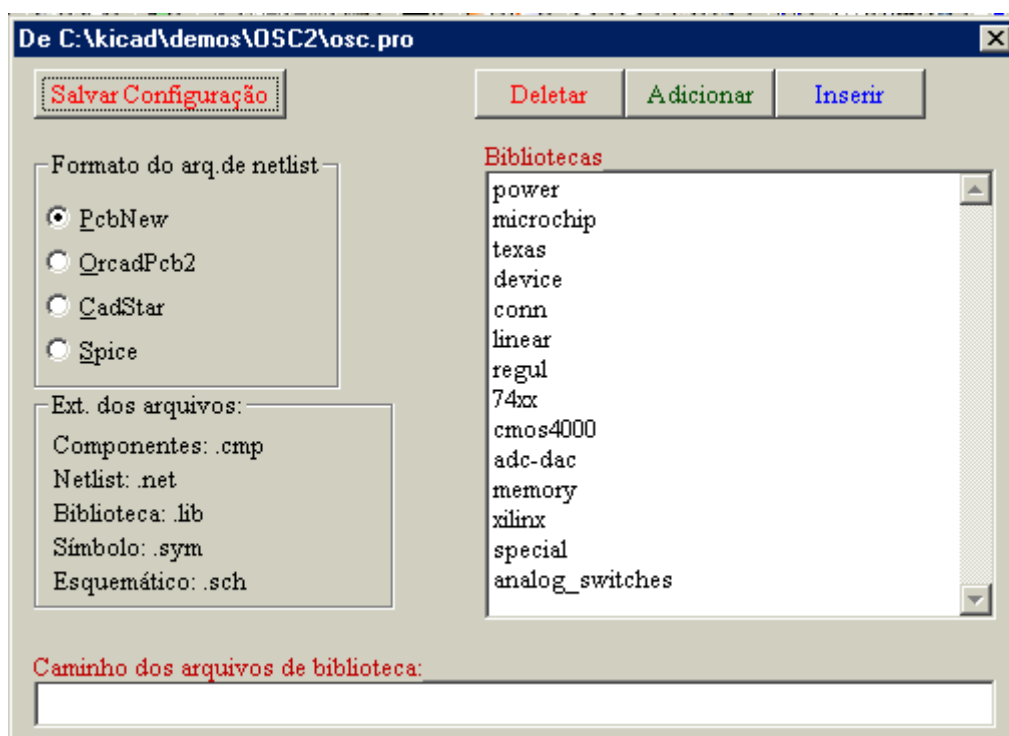 De C:\kicad\demos\OSC2\osc.pro
Salvar Configuração
Deletar
Adicionar
Inserir
Formato do arq.de netlist
PcbNew
OrcadPcb2
CadStar
Spice
Ext. dos arquivos:
Componentes: .cmp
Netlist: .net
Biblioteca: .lib
Símbolo: .sym
Esquemático: .sch
Bibliotecas
power
microchip
texas
device
conn
linear
regul
74xx
cmos4000
adc-dac
memory
xilinx
special
analog_switches
Caminho dos arquivos de biblioteca: